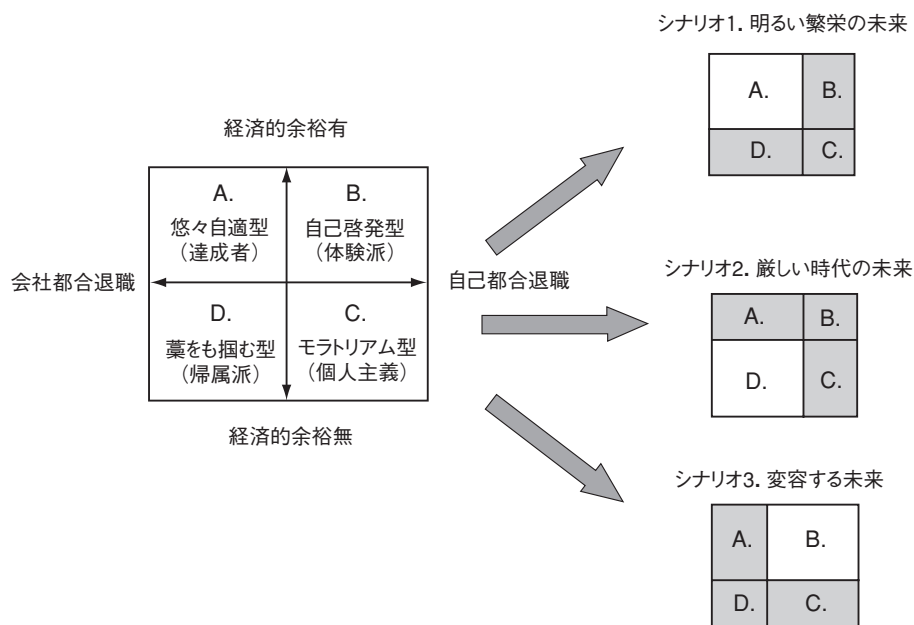 経済的余裕有
会社都合退職
A.
悠々自適型
（達成者）
B.
自己啓発型
（体験派）
D.
藁をも掴む型
（帰属派）
C.
モラトリアム型
（個人主義）
自己都合退職
経済的余裕無
シナリオ1. 明るい繁栄の未来
A.
B.
D.
C.
シナリオ2. 厳しい時代の未来
A.
B.
D.
C.
シナリオ3. 変容する未来
A.
B.
D.
C.